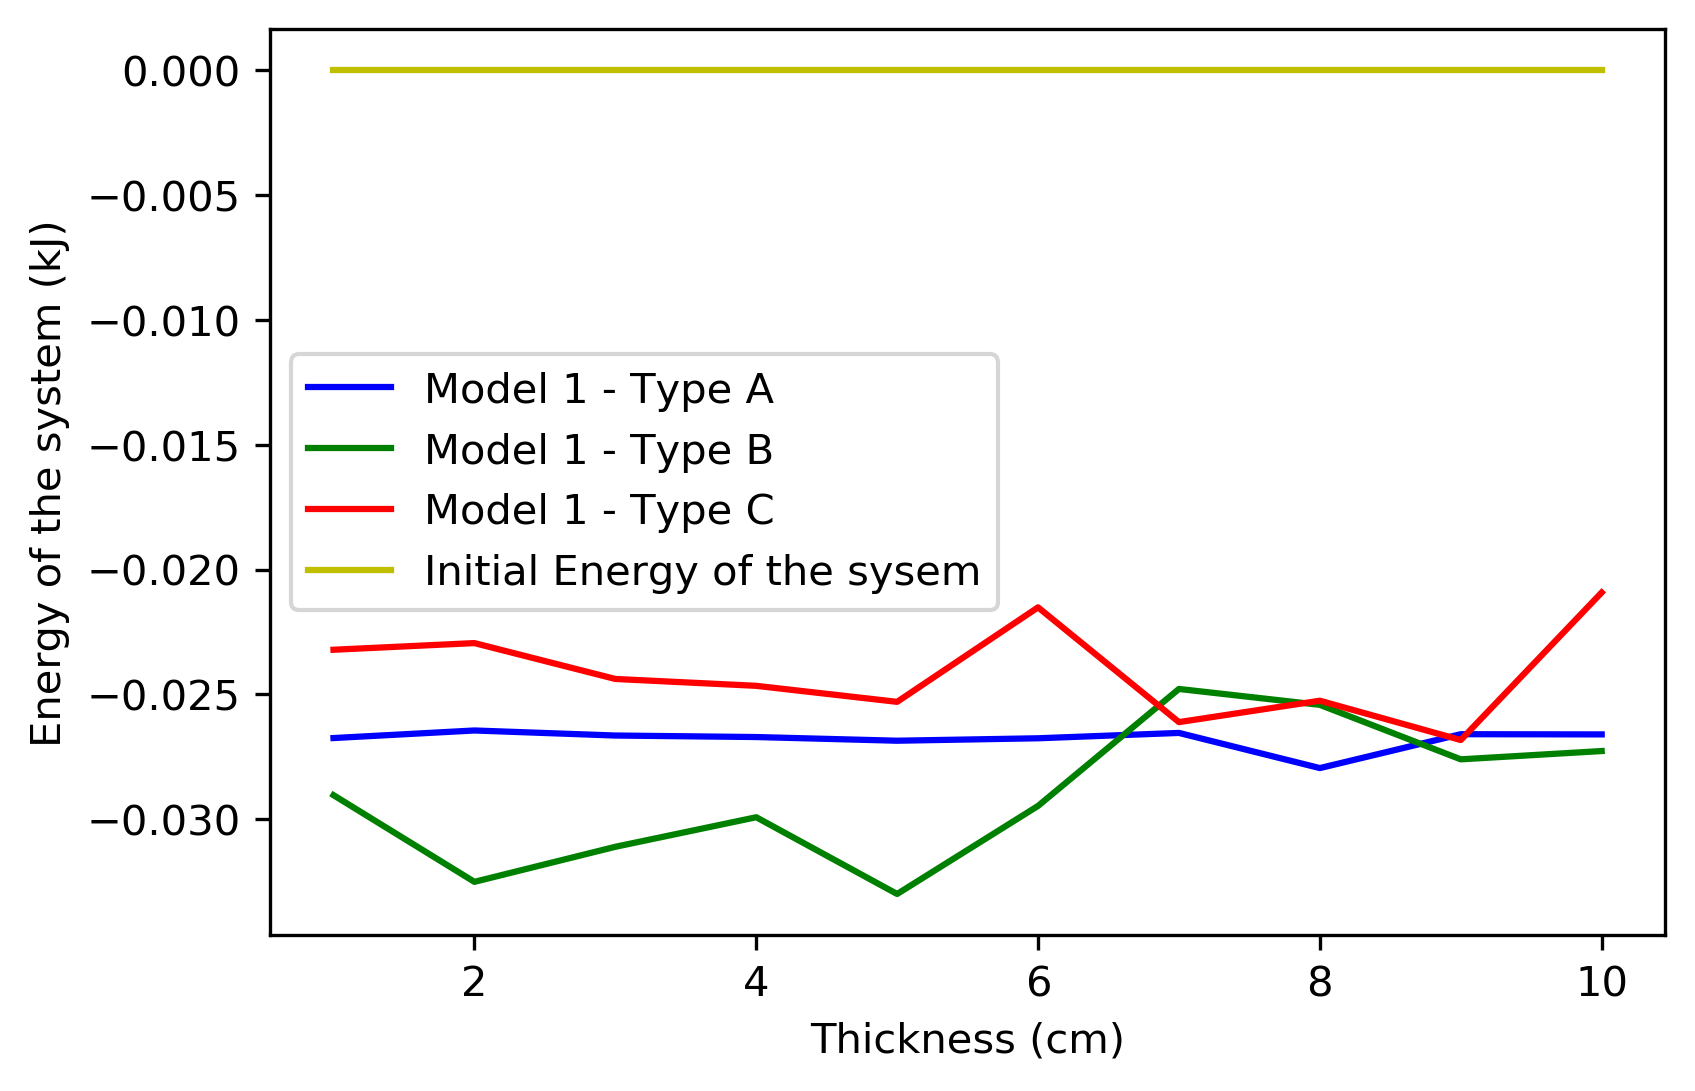 0.000
−0.005
−0.010
−0.015
−0.020
−0.025
−0.030
Energy of the system (kJ)
Model 1 - Type A
Model 1 - Type B
Model 1 - Type C
Initial Energy of the sysem
2 4 6 8 10
Thickness (cm)